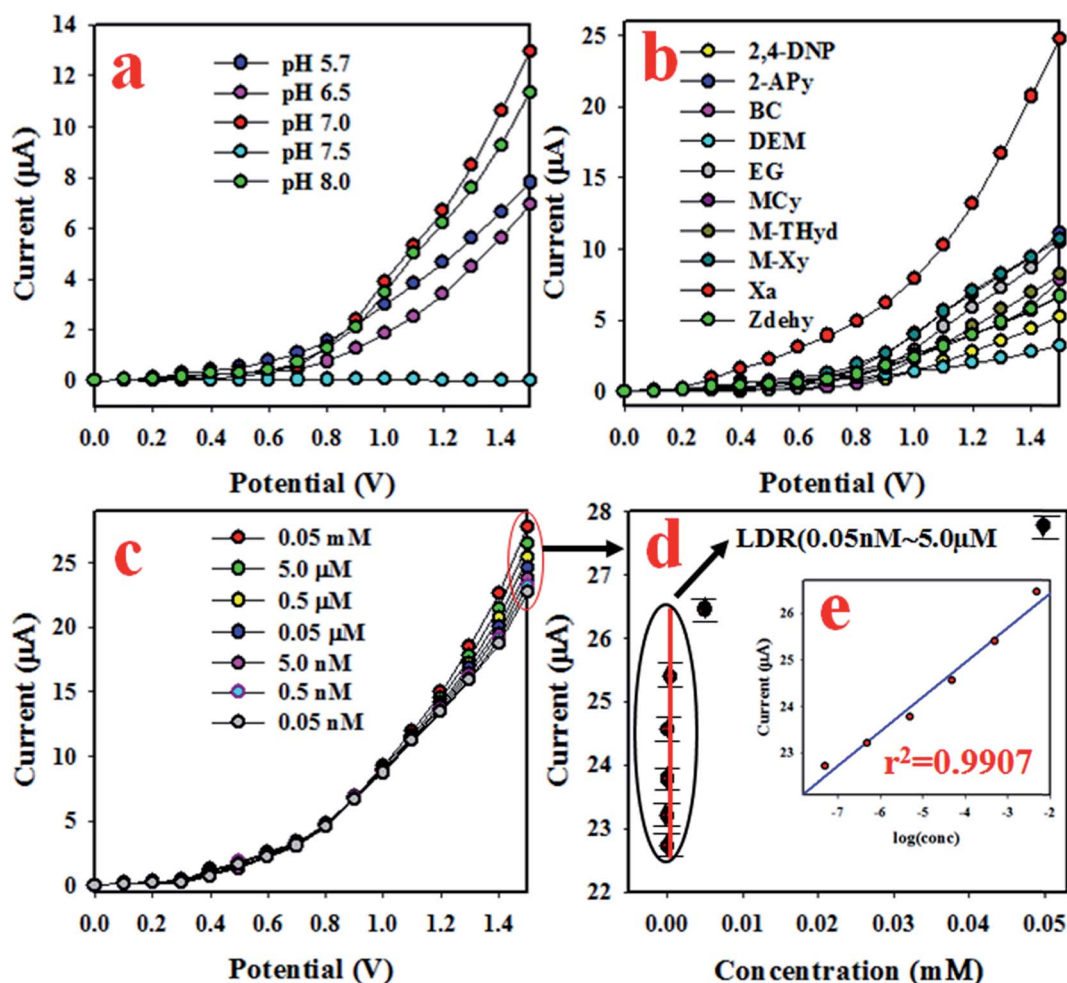 a
14
12
10
8
6
4
2
0
Current (µA)
pH 5.7
pH 6.5
pH 7.0
pH 7.5
pH 8.0
0.0 0.2 0.4 0.6 0.8 1.0 1.2 1.4
Potential (V)
b
25
20
15
10
5
0
Current (µA)
2,4-DNP
2-APy
BC
DEM
EG
MCy
M-THyd
M-Xy
Xa
Zdehy
0.0 0.2 0.4 0.6 0.8 1.0 1.2 1.4
Potential (V)
c
25
20
15
10
5
0
Current (µA)
0.05 mM
5.0 µM
0.5 µM
0.05 µM
5.0 nM
0.5 nM
0.05 nM
0.0 0.2 0.4 0.6 0.8 1.0 1.2 1.4
Potential (V)
d
28
27
26
25
24
23
22
Current (µA)
LDR(0.05nM~5.0µM
0.00 0.01 0.02 0.02 0.03 0.04 0.05
Concentration (mM)
e
26
25
24
23
Current (µA)
r²=0.9907
-7 -6 -5 -4 -3 -2
log(conc)